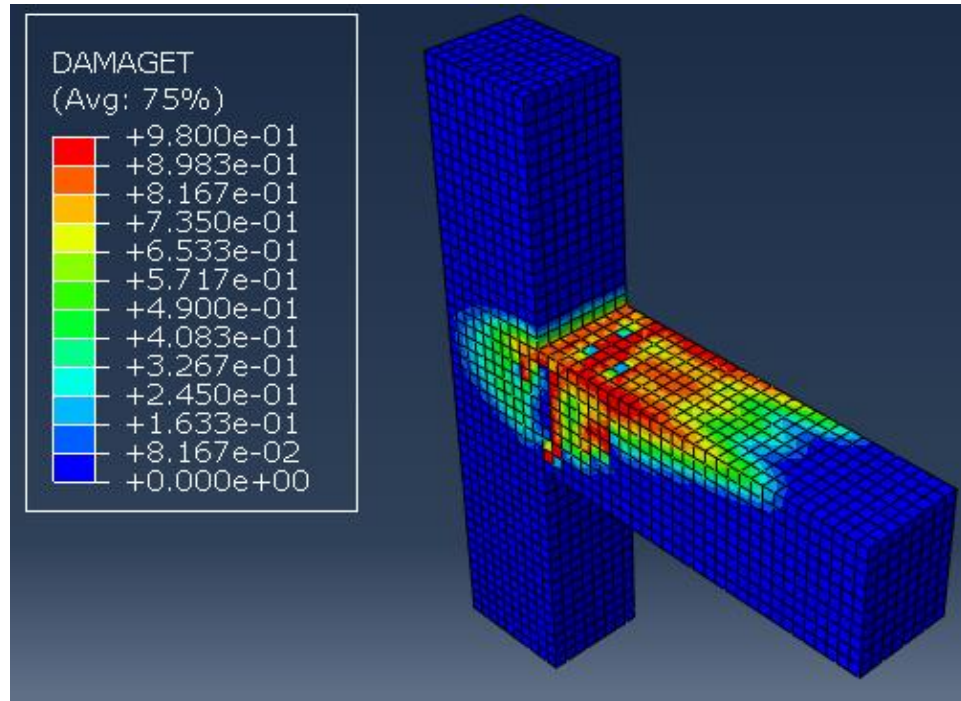 DAMAGET
(Avg: 75%)
+9.800e-01
+8.983e-01
+8.167e-01
+7.350e-01
+6.533e-01
+5.717e-01
+4.900e-01
+4.083e-01
+3.267e-01
+2.450e-01
+1.633e-01
+8.167e-02
+0.000e+00